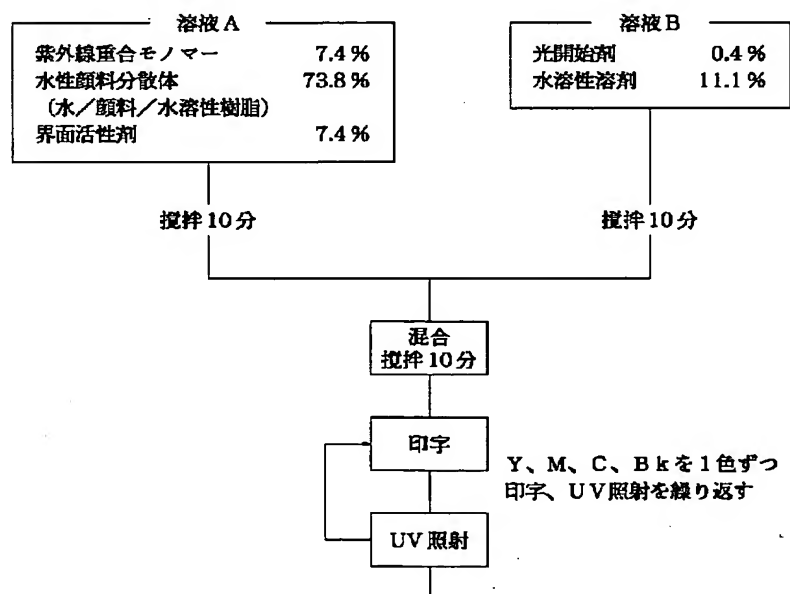 溶液A
紫外線重合モノマー 7.4%
水性顔料分散体 73.8%
(水/顔料/水溶性樹脂)
界面活性剤 7.4%
溶液B
光開始剤 0.4%
水溶性溶剤 11.1%
撹拌10分
撹拌10分
混合
撹拌10分
印字
Y、M、C、Bkを1色ずつ
印字、UV照射を繰り返す
UV照射